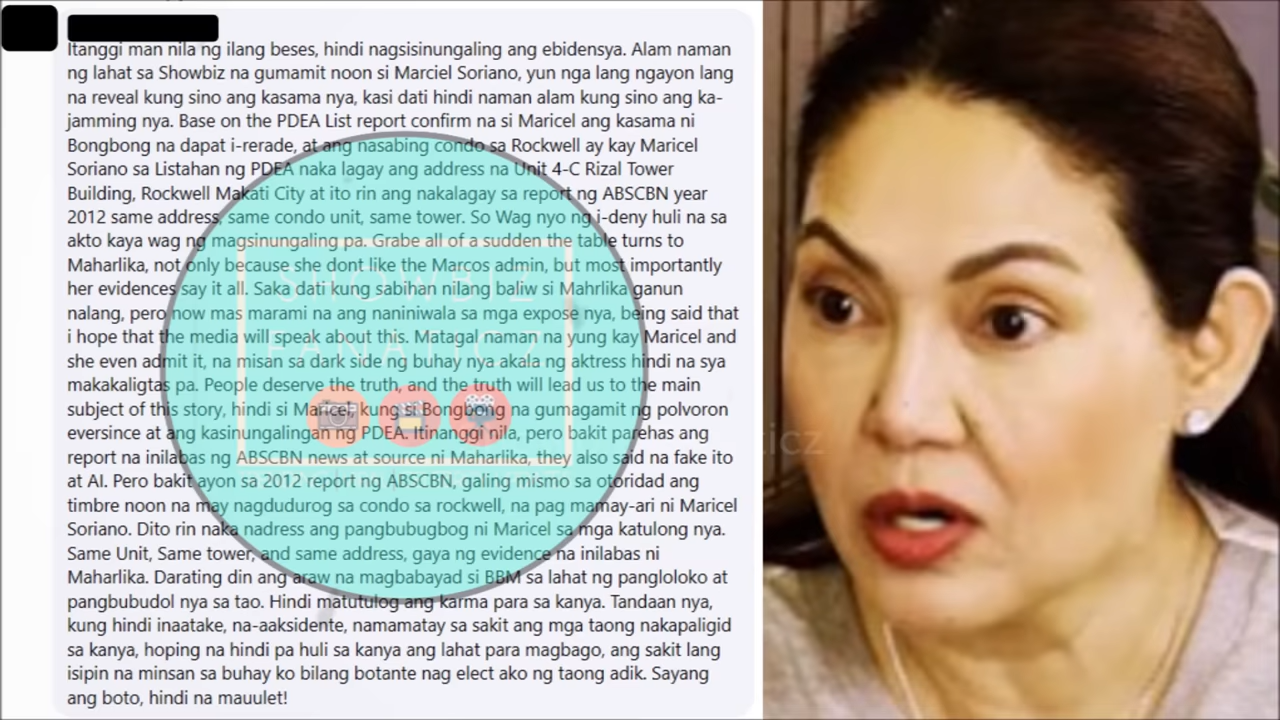 Itanggi man nila ng ilang beses, hindi nagsisinungaling ang ebidensya. Alam naman
ng lahat sa Showbiz na gumamit noon si Marciel Soriano, yun nga lang ngayon lang
na reveal kung sino ang kasama nya, kasi dati hindi naman alam kung sino ang ka-
jamming nya. Base on the PDEA List report confirm na si Maricel ang kasama ni
Bongbong na dapat i-rerade, at ang nasabing condo sa Rockwell ay kay Maricel
Soriano sa Listahan ng PDEA naka lagay ang address na Unit 4-C Rizal Tower
Building, Rockwell Makati City at ito rin ang nakalagay sa report ng ABSCBN year
2012 same address, same condo unit, same tower. So Wag nyo ng i-deny huli na sa
akto kaya wag ng magsinungaling pa. Grabe all of a sudden the table turns to
Maharlika, not only because she dont like the Marcos admin, but most importantly
her evidences say it all. Saka dati kung sabihan nilang baliw si Mahrlika ganun
nalang, pero now mas marami na ang naniniwala sa mga expose nya, being said that
i hope that the media will speak about this. Matagal naman na yung kay Maricel and
she even admit it, na misan sa dark side ng buhay nya akala ng aktress hindi na sya
makakaligtas pa. People deserve the truth, and the truth will lead us to the main
subject of this story, hindi si Maricel, kung si Bongbong na gumagamit ng polvoron
eversince at ang kasinungalingan ng PDEA. Itinanggi nila, pero bakit parehas ang
report na inilabas ng ABSCBN news at source ni Maharlika, they also said na fake ito
at AI. Pero bakit ayon sa 2012 report ng ABSCBN, galing mismo sa otoridad ang
timbre noon na may nagdudurog sa condo sa rockwell, na pag mamay-ari ni Maricel
Soriano. Dito rin naka nadress ang pangbubugbog ni Maricel sa mga katulong nya.
Same Unit, Same tower, and same address, gaya ng evidence na inilabas ni
Maharlika. Darating din ang araw na magbabayad si BBM sa lahat ng pangloloko at
pangbubudol nya sa tao. Hindi matutulog ang karma para sa kanya. Tandaan nya,
kung hindi inaatake, na-aaksidente, namamatay sa sakit ang mga taong nakapaligid
sa kanya, hoping na hindi pa huli sa kanya ang lahat para magbago, ang sakit lang
isipin na minsan sa buhay ko bilang botante nag elect ako ng taong adik. Sayang
ang boto, hindi na mauulet!
SHOWBIZ
FANATICZ